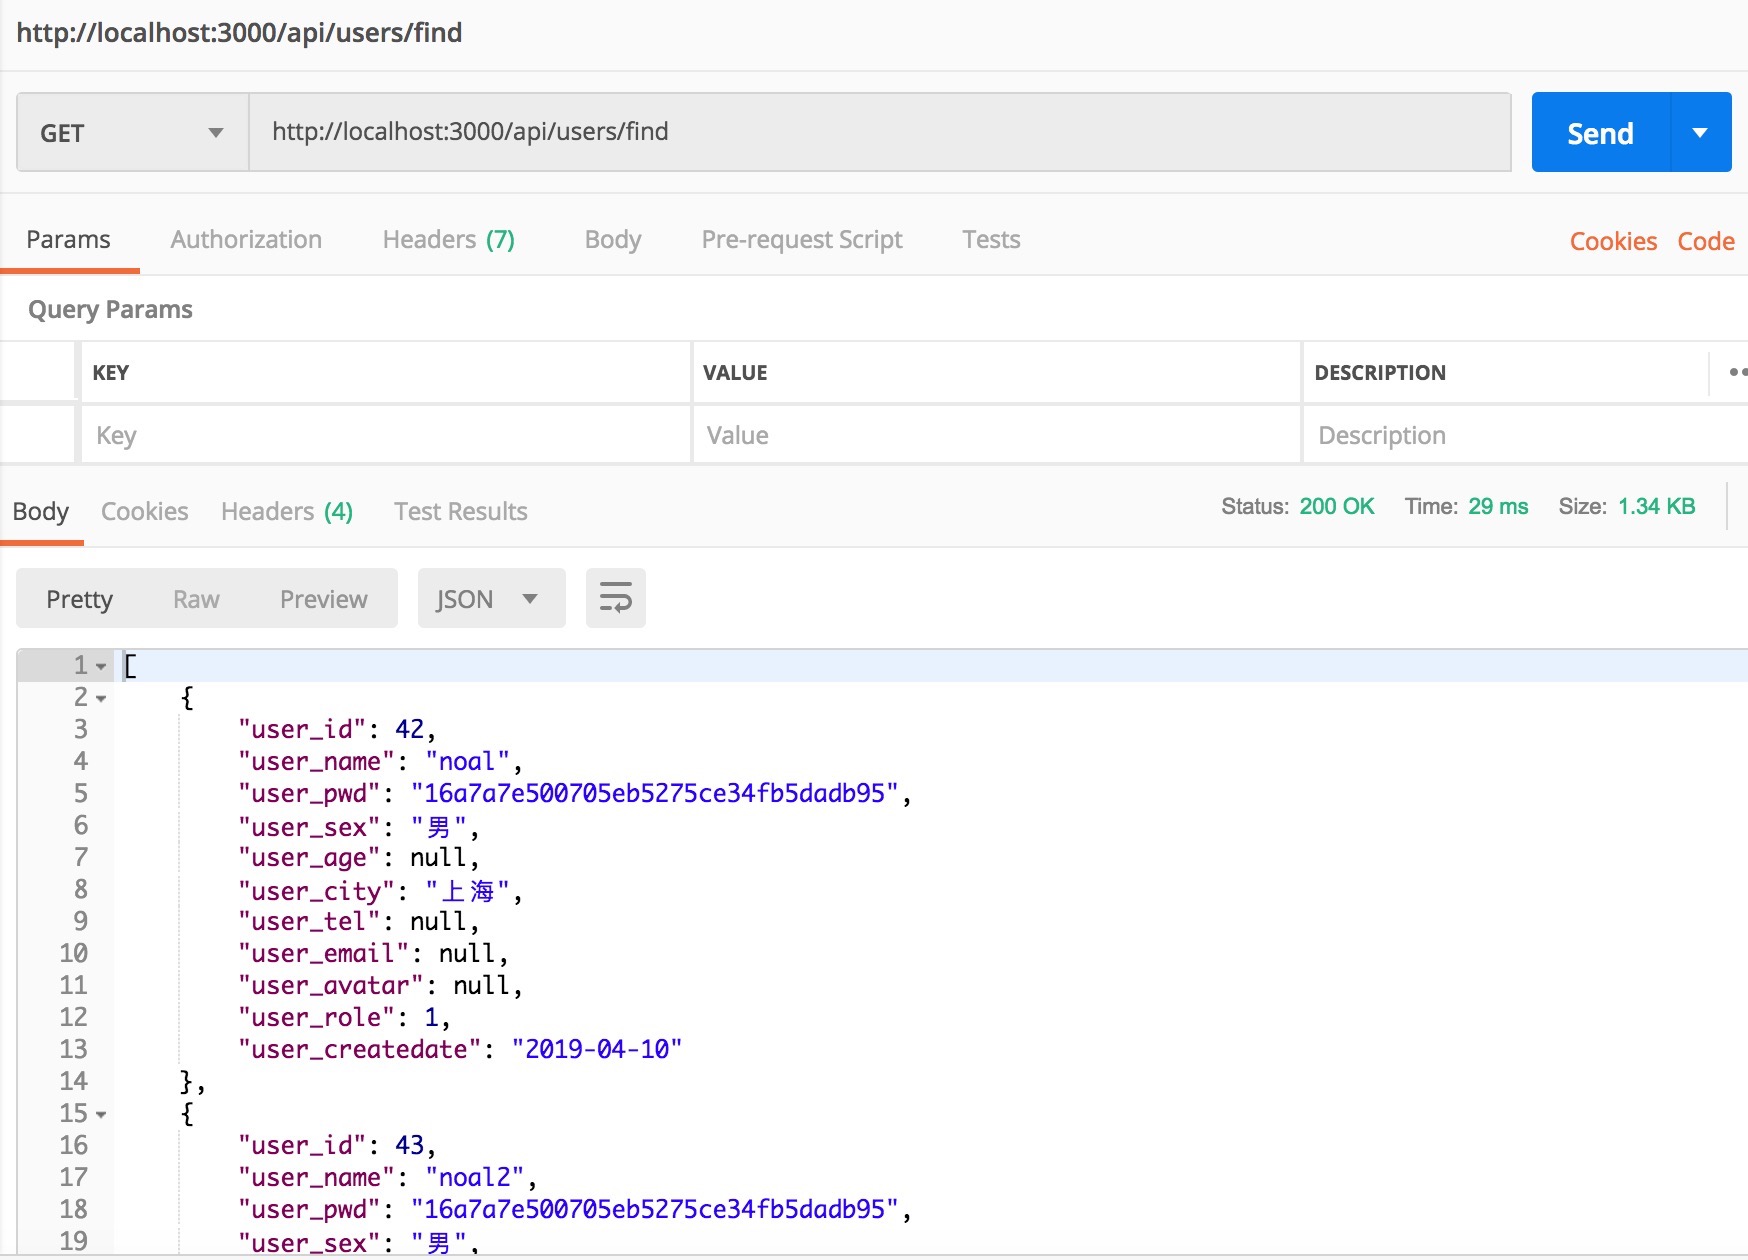 http://localhost:3000/api/users/find
GET http://localhost:3000/api/users/find Send
Params Authorization Headers (7) Body Pre-request Script Tests Cookies Code
Query Params
KEY VALUE DESCRIPTION
Key Value Description
Body Cookies Headers (4) Test Results Status: 200 OK Time: 29 ms Size: 1.34 KB
Pretty Raw Preview JSON
1 [
2 {
3 "user_id": 42,
4 "user_name": "noal",
5 "user_pwd": "16a7a7e500705eb5275ce34fb5dadb95",
6 "user_sex": "男",
7 "user_age": null,
8 "user_city": "上海",
9 "user_tel": null,
10 "user_email": null,
11 "user_avatar": null,
12 "user_role": 1,
13 "user_createdate": "2019-04-10"
14 },
15 {
16 "user_id": 43,
17 "user_name": "noal2",
18 "user_pwd": "16a7a7e500705eb5275ce34fb5dadb95",
19 "user_sex": "男",